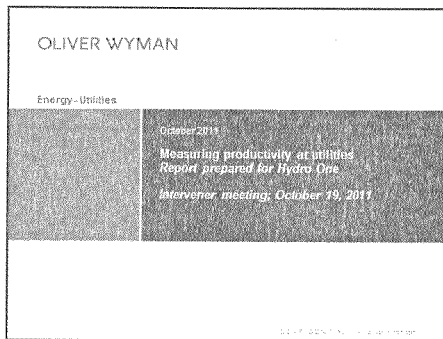 OLIVER WYMAN
Energy-Utilities
October 2011
Measuring productivity at utilities
Report prepared for Hydro One
Intervener meeting; October 19, 2011